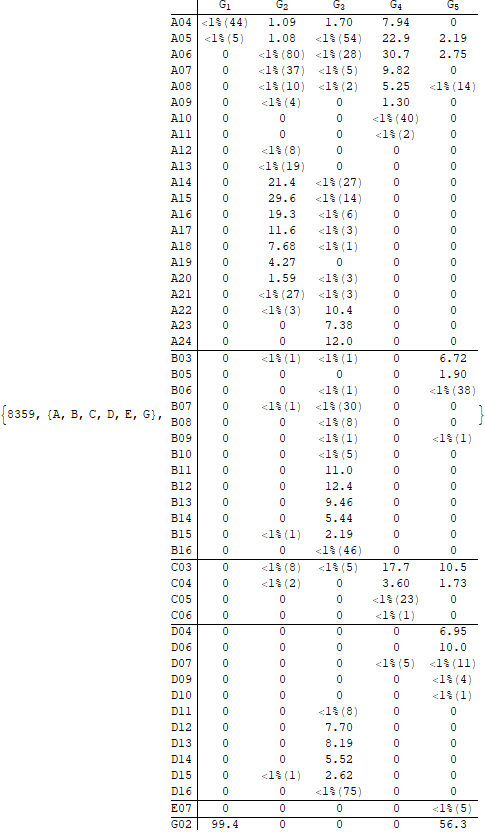 G1 G2 G3 G4 G5
A04 <1%(44) 1.09 1.70 7.94 0
A05 <1%(5) 1.08 <1%(54) 22.9 2.19
A06 0 <1%(80) <1%(28) 30.7 2.75
A07 0 <1%(37) <1%(5) 9.82 0
A08 0 <1%(10) <1%(2) 5.25 <1%(14)
A09 0 <1%(4) 0 1.30 0
A10 0 0 0 <1%(40) 0
A11 0 0 0 <1%(2) 0
A12 0 <1%(8) 0 0 0
A13 0 <1%(19) 0 0 0
A14 0 21.4 <1%(27) 0 0
A15 0 29.6 <1%(14) 0 0
A16 0 19.3 <1%(6) 0 0
A17 0 11.6 <1%(3) 0 0
A18 0 7.68 <1%(1) 0 0
A19 0 4.27 0 0 0
A20 0 1.59 <1%(3) 0 0
A21 0 <1%(27) <1%(3) 0 0
A22 0 <1%(3) 10.4 0 0
A23 0 0 7.38 0 0
A24 0 0 12.0 0 0
B03 0 <1%(1) <1%(1) 0 6.72
B05 0 0 0 0 1.90
B06 0 0 <1%(1) 0 <1%(38)
{8359, {A, B, C, D, E, G}, B07 0 <1%(1) <1%(30) 0 0 }
B08 0 0 <1%(8) 0 0
B09 0 0 <1%(1) 0 <1%(1)
B10 0 0 <1%(5) 0 0
B11 0 0 11.0 0 0
B12 0 0 12.4 0 0
B13 0 0 9.46 0 0
B14 0 0 5.44 0 0
B15 0 <1%(1) 2.19 0 0
B16 0 0 <1%(46) 0 0
C03 0 <1%(8) <1%(5) 17.7 10.5
C04 0 <1%(2) 0 3.60 1.73
C05 0 0 0 <1%(23) 0
C06 0 0 0 <1%(1) 0
D04 0 0 0 0 6.95
D06 0 0 0 0 10.0
D07 0 0 0 <1%(5) <1%(11)
D09 0 0 0 0 <1%(4)
D10 0 0 0 0 <1%(1)
D11 0 0 <1%(8) 0 0
D12 0 0 7.70 0 0
D13 0 0 8.19 0 0
D14 0 0 5.52 0 0
D15 0 <1%(1) 2.62 0 0
D16 0 0 <1%(75) 0 0
E07 0 0 0 0 <1%(5)
G02 99.4 0 0 0 56.3